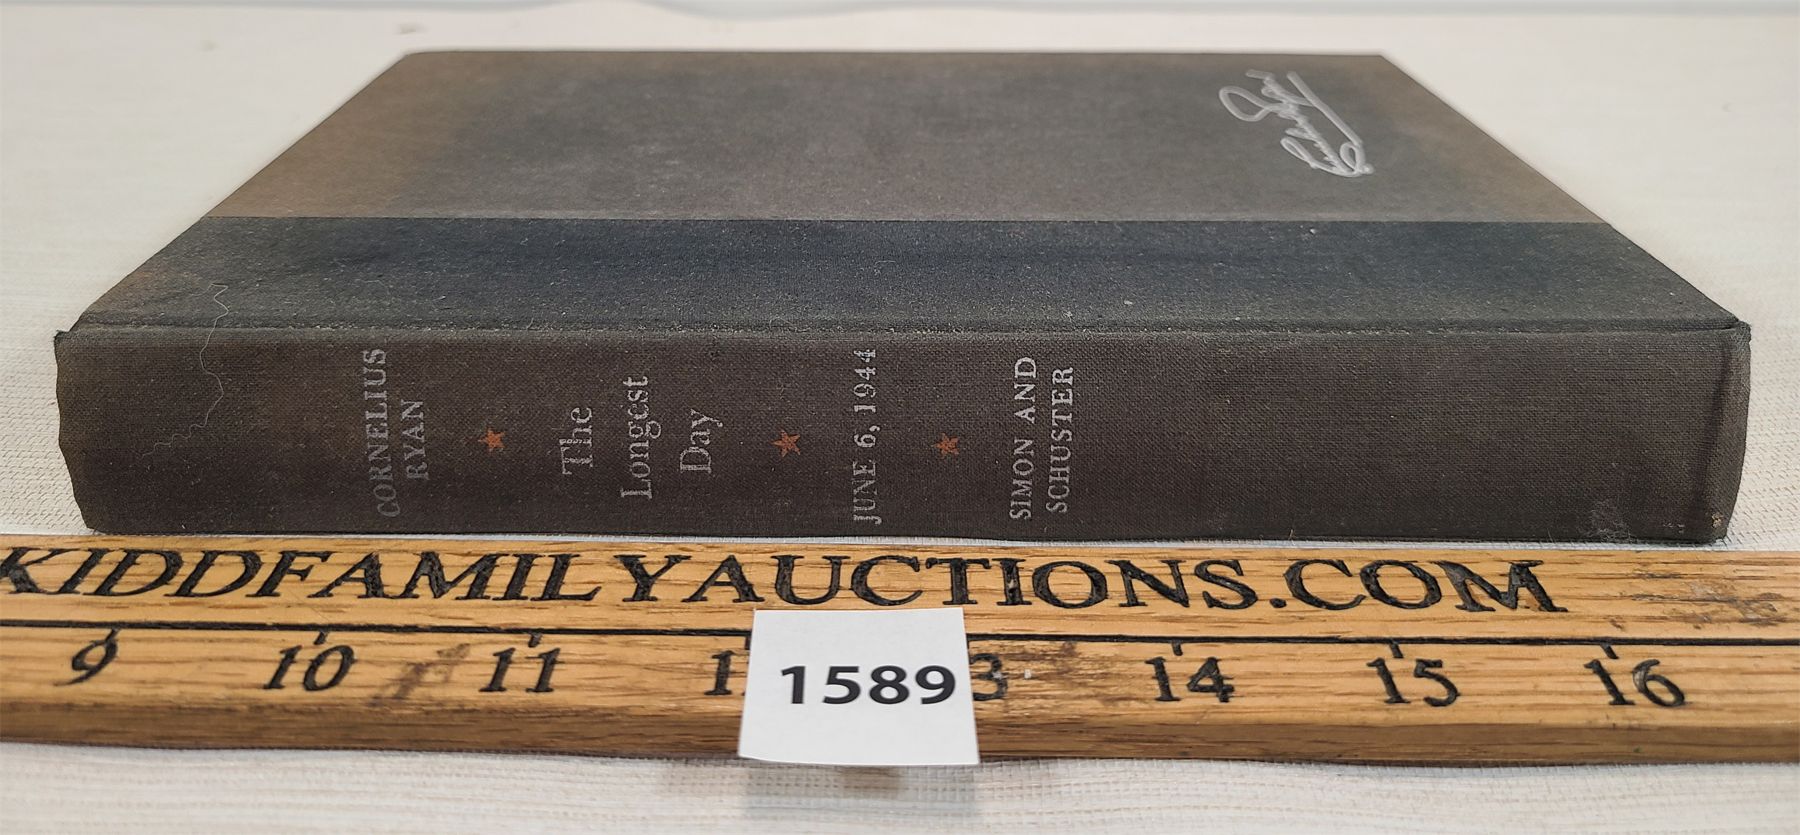 CORNELIUS
RYAN
The
Longest
Day
JUNE 6, 1944
SIMON AND
SCHUSTER
KIDDFAMILYAUCTIONS.COM
9 10 11 14 15 16
1589